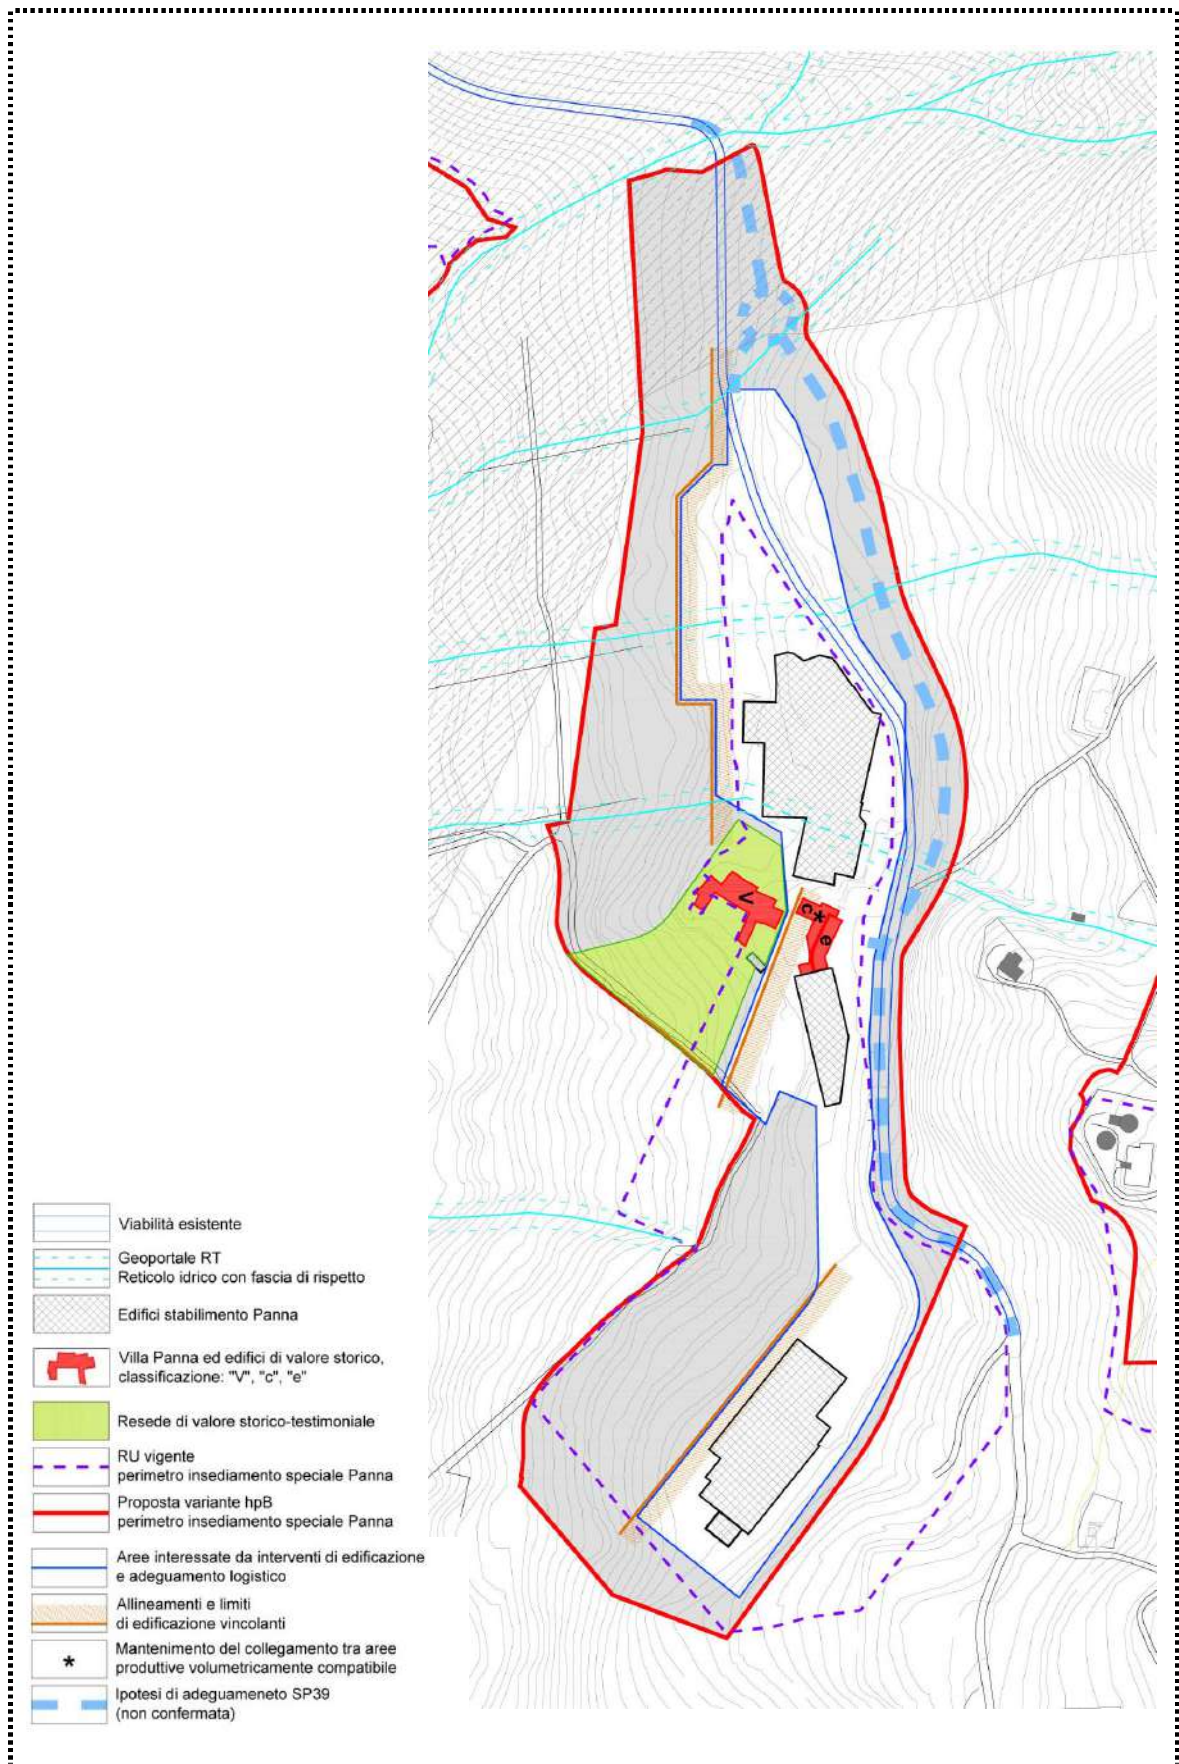 V
c
*
e
Viabilità esistente
Geoportale RT
Reticolo idrico con fascia di rispetto
Edifici stabilimento Panna
Villa Panna ed edifici di valore storico,
classificazione: "V", "c", "e"
Resede di valore storico-testimoniale
RU vigente
perimetro insediamento speciale Panna
Proposta variante hpB
perimetro insediamento speciale Panna
Aree interessate da interventi di edificazione
e adeguamento logistico
Allineamenti e limiti
di edificazione vincolanti
* Mantenimento del collegamento tra aree
produttive volumetricamente compatibile
Ipotesi di adeguameneto SP39
(non confermata)